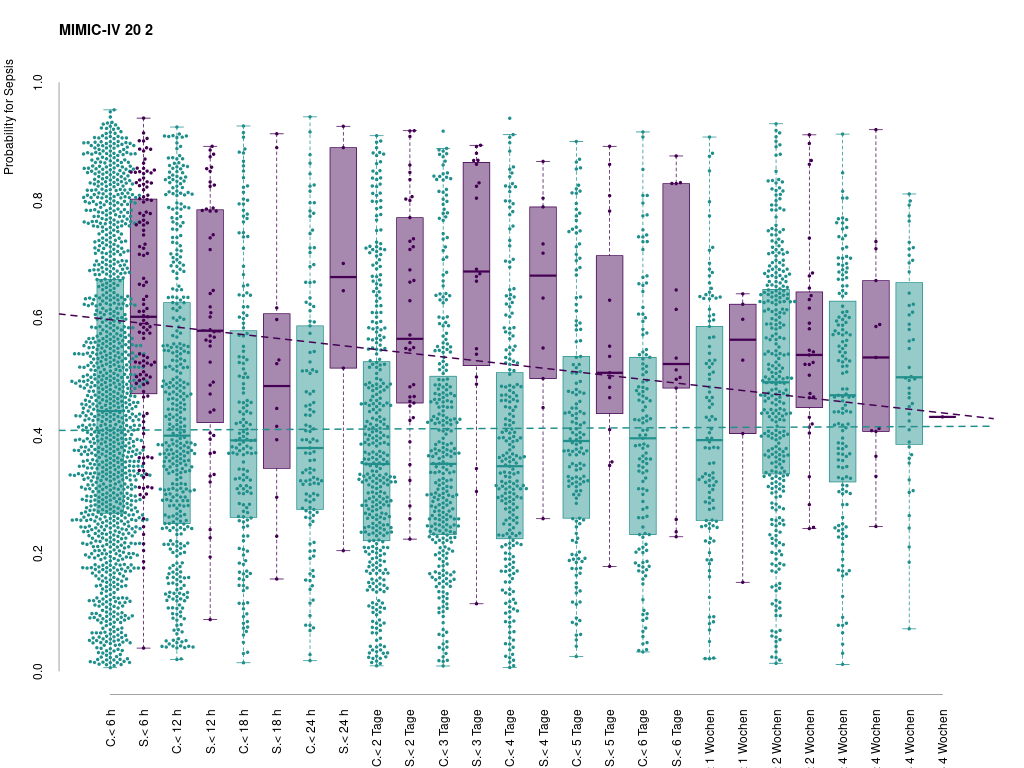 MIMIC-IV 20 2
Probability for Sepsis
1.0
0.8
0.6
0.4
0.2
0.0
C.< 6 h
S.< 6 h
C.< 12 h
S.< 12 h
C.< 18 h
S.< 18 h
C.< 24 h
S.< 24 h
C.< 2 Tage
S.< 2 Tage
C.< 3 Tage
S.< 3 Tage
C.< 4 Tage
S.< 4 Tage
C.< 5 Tage
S.< 5 Tage
C.< 6 Tage
S.< 6 Tage
1 Wochen
1 Wochen
2 Wochen
2 Wochen
4 Wochen
4 Wochen
4 Wochen
4 Wochen